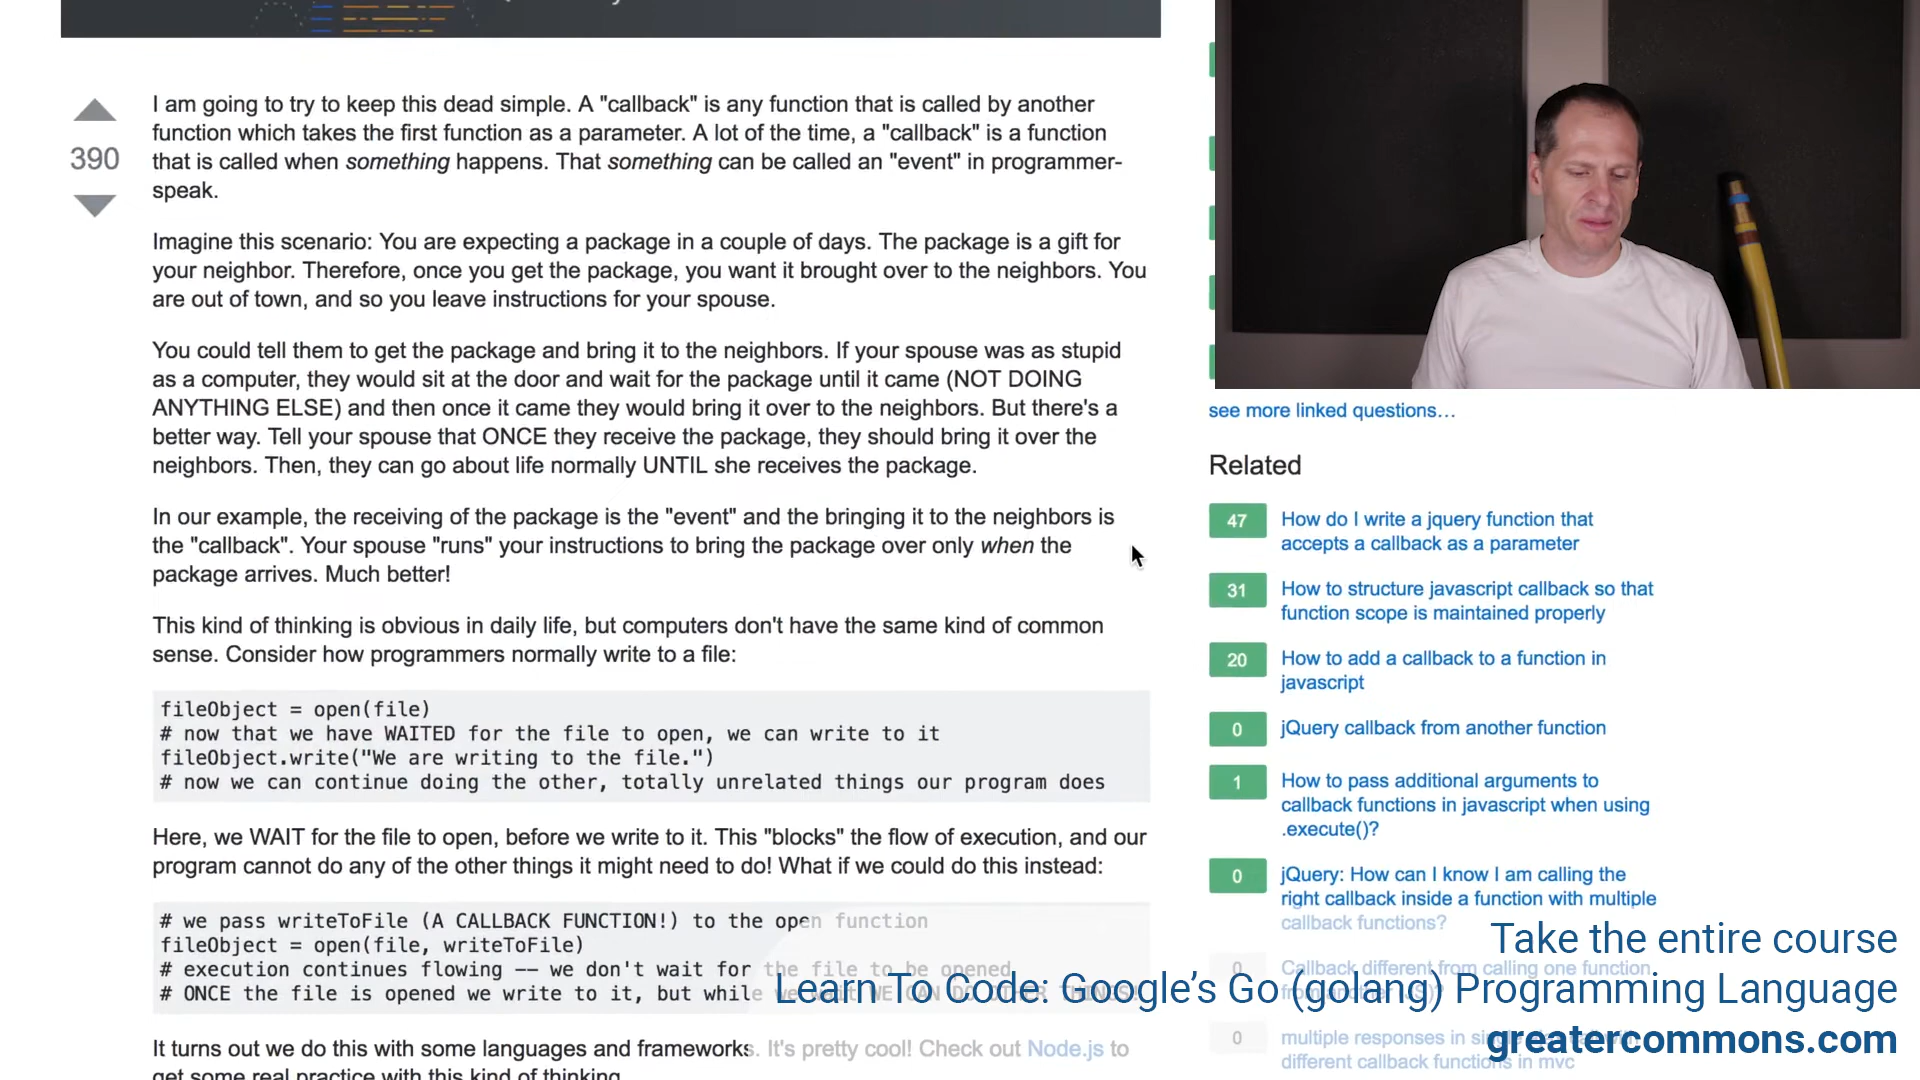 I am going to try to keep this dead simple. A "callback" is any function that is called by another
function which takes the first function as a parameter. A lot of the time, a "callback" is a function
that is called when something happens. That something can be called an "event" in programmer-
speak.
390
Imagine this scenario: You are expecting a package in a couple of days. The package is a gift for
your neighbor. Therefore, once you get the package, you want it brought over to the neighbors. You
are out of town, and so you leave instructions for your spouse.
You could tell them to get the package and bring it to the neighbors. If your spouse was as stupid
as a computer, they would sit at the door and wait for the package until it came (NOT DOING
ANYTHING ELSE) and then once it came they would bring it over to the neighbors. But there's a
better way. Tell your spouse that ONCE they receive the package, they should bring it over the
neighbors. Then, they can go about life normally UNTIL she receives the package.
In our example, the receiving of the package is the "event" and the bringing it to the neighbors is
the "callback". Your spouse "runs" your instructions to bring the package over only when the
package arrives. Much better!
This kind of thinking is obvious in daily life, but computers don't have the same kind of common
sense. Consider how programmers normally write to a file:
fileObject = open(file)
# now that we have WAITED for the file to open, we can write to it
fileObject.write("We are writing to the file.")
# now we can continue doing the other, totally unrelated things our program does
Here, we WAIT for the file to open, before we write to it. This "blocks" the flow of execution, and our
program cannot do any of the other things it might need to do! What if we could do this instead:
# we pass writeToFile (A CALLBACK FUNCTION!) to the open function
fileObject = open(file, writeToFile)
# execution continues flowing -- we don't wait for the file to be opened
# ONCE the file is opened we write to it, but while we wait WE CAN DO OTHER THINGS!
It turns out we do this with some languages and frameworks. It's pretty cool! Check out Node.js to
get some real practice with this kind of thinking.
see more linked questions…
Related
47 How do I write a jquery function that
accepts a callback as a parameter
31 How to structure javascript callback so that
function scope is maintained properly
20 How to add a callback to a function in
javascript
0 jQuery callback from another function
1 How to pass additional arguments to
callback functions in javascript when using
.execute()?
0 jQuery: How can I know I am calling the
right callback inside a function with multiple
callback functions?
0 Callback different from calling one function
from another
0 multiple responses in
different callback functions in mvc
Take the entire course
Learn To Code: Google’s Go (golang) Programming Language
greatercommons.com